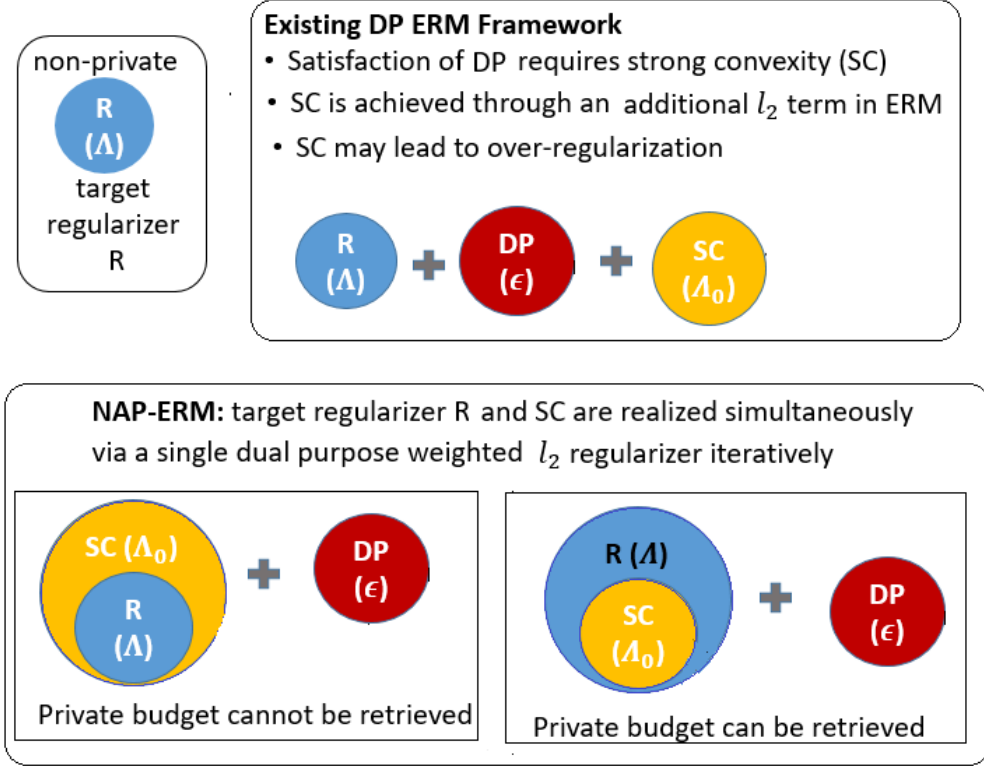 non-private
R
(Λ)
target
regularizer
R
Existing DP ERM Framework
• Satisfaction of DP requires strong convexity (SC)
• SC is achieved through an additional l₂ term in ERM
• SC may lead to over-regularization
R
(Λ)
DP
(ϵ)
SC
(Λ₀)
NAP-ERM: target regularizer R and SC are realized simultaneously
via a single dual purpose weighted l₂ regularizer iteratively
SC (Λ₀)
R
(Λ)
DP
(ϵ)
Private budget cannot be retrieved
R (Λ)
SC
(Λ₀)
DP
(ϵ)
Private budget can be retrieved